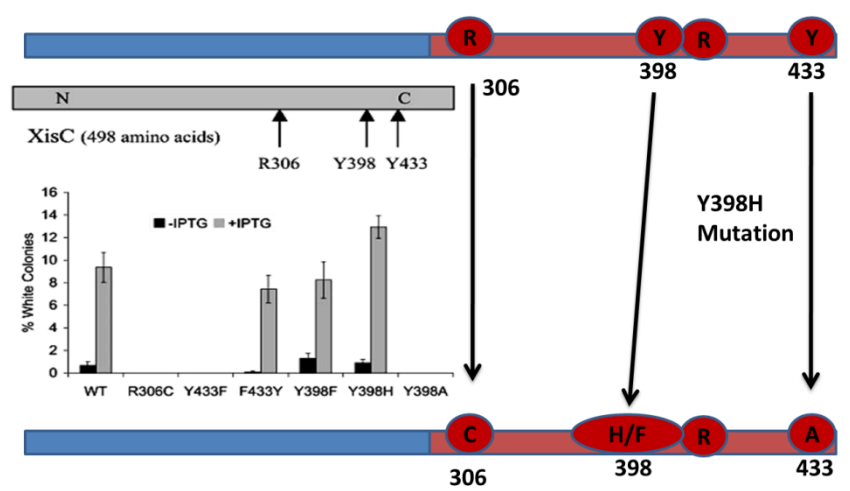 R Y R Y
306 398 433
N C
XisC (498 amino acids)
R306 Y398 Y433
Y398H
Mutation
16
14
12
10
8
6
4
2
0
% White Colonies
-IPTG +IPTG
WT R306C Y433F F433Y Y398F Y398H Y398A
C H/F R A
306 398 433